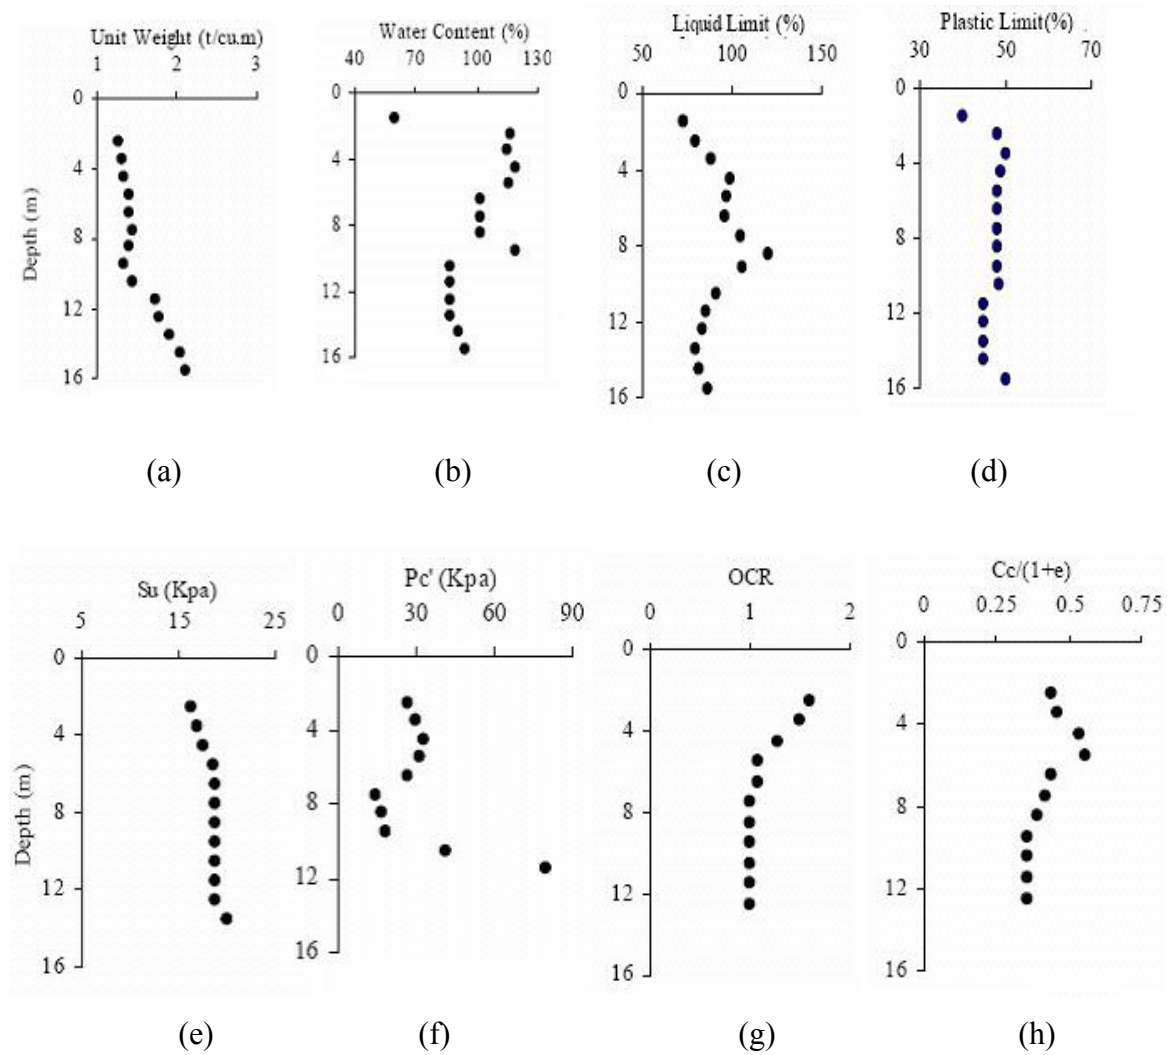 Unit Weight (t/cu.m)
1 2 3
0
4
8
12
16
Depth (m)
(a)
Water Content (%)
40 70 100 130
0
4
8
12
16
(b)
Liquid Limit (%)
50 100 150
0
4
8
12
16
(c)
Plastic Limit(%)
30 50 70
0
4
8
12
16
(d)
Su (Kpa)
5 15 25
0
4
8
12
16
Depth (m)
(e)
Pc' (Kpa)
0 30 60 90
0
4
8
12
16
(f)
OCR
0 1 2
0
4
8
12
16
(g)
Cc/(1+e)
0 0.25 0.5 0.75
0
4
8
12
16
(h)